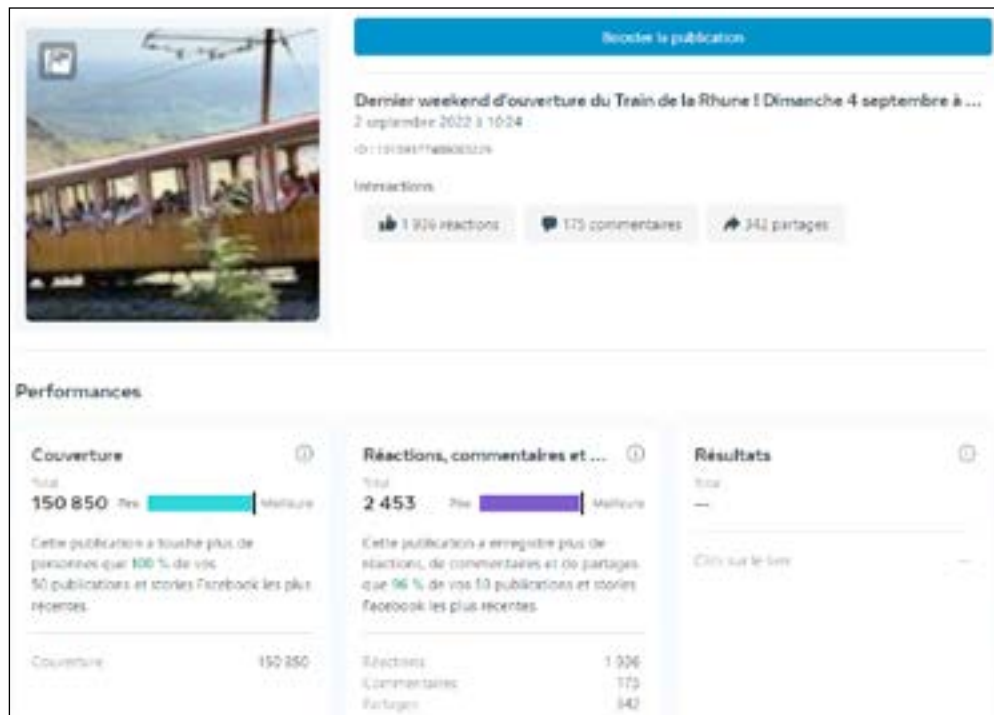 Booster la publication
Dernier weekend d'ouverture du Train de la Rhune ! Dimanche 4 septembre à ...
2 septembre 2022 à 10:24
Interactions
1 936 réactions
175 commentaires
342 partages
Performances
Couverture
Total
150 850 Pire Meilleure
Cette publication a touché plus de
personnes que 100 % de vos
50 publications et stories Facebook les plus
récentes.
Couverture 150 850
Réactions, commentaires et ...
Total
2 453 Pire Meilleure
Cette publication a enregistré plus de
réactions, de commentaires et de partages
que 96 % de vos 50 publications et stories
Facebook les plus récentes.
Réactions 1 936
Commentaires 175
Partages 342
Résultats
Total
—
Clics sur le lien —